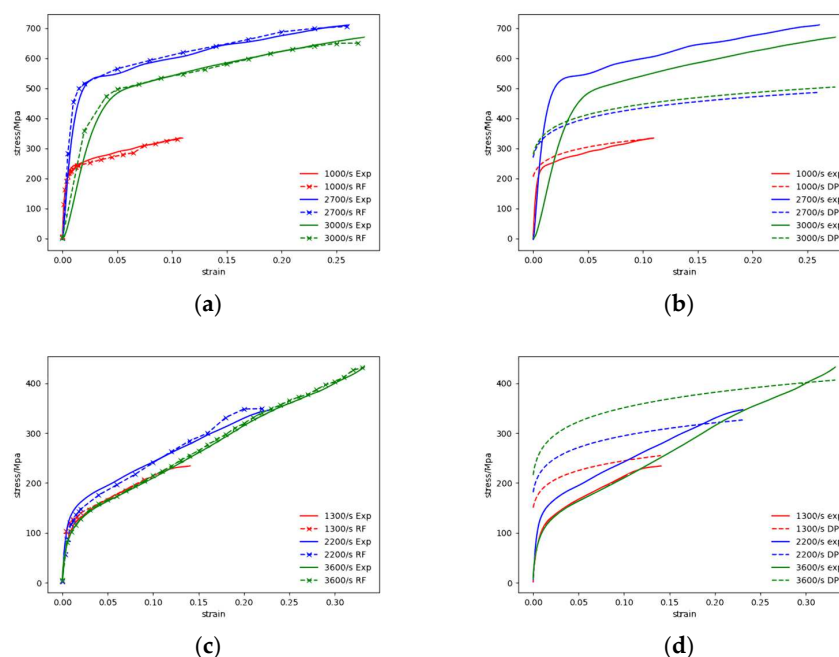 700
600
500
400
300
200
100
0
stress/Mpa
1000/s Exp
1000/s RF
2700/s Exp
2700/s RF
3000/s Exp
3000/s RF
0.00 0.05 0.10 0.15 0.20 0.25
strain
(a)
700
600
500
400
300
200
100
0
stress/Mpa
1000/s exp
1000/s DP
2700/s exp
2700/s DP
3000/s exp
3000/s DP
0.00 0.05 0.10 0.15 0.20 0.25
strain
(b)
400
300
200
100
0
stress/Mpa
1300/s Exp
1300/s RF
2200/s Exp
2200/s RF
3600/s Exp
3600/s RF
0.00 0.05 0.10 0.15 0.20 0.25 0.30
strain
(c)
400
300
200
100
0
stress/Mpa
1300/s exp
1300/s DP
2200/s exp
2200/s DP
3600/s exp
3600/s DP
0.00 0.05 0.10 0.15 0.20 0.25 0.30
strain
(d)